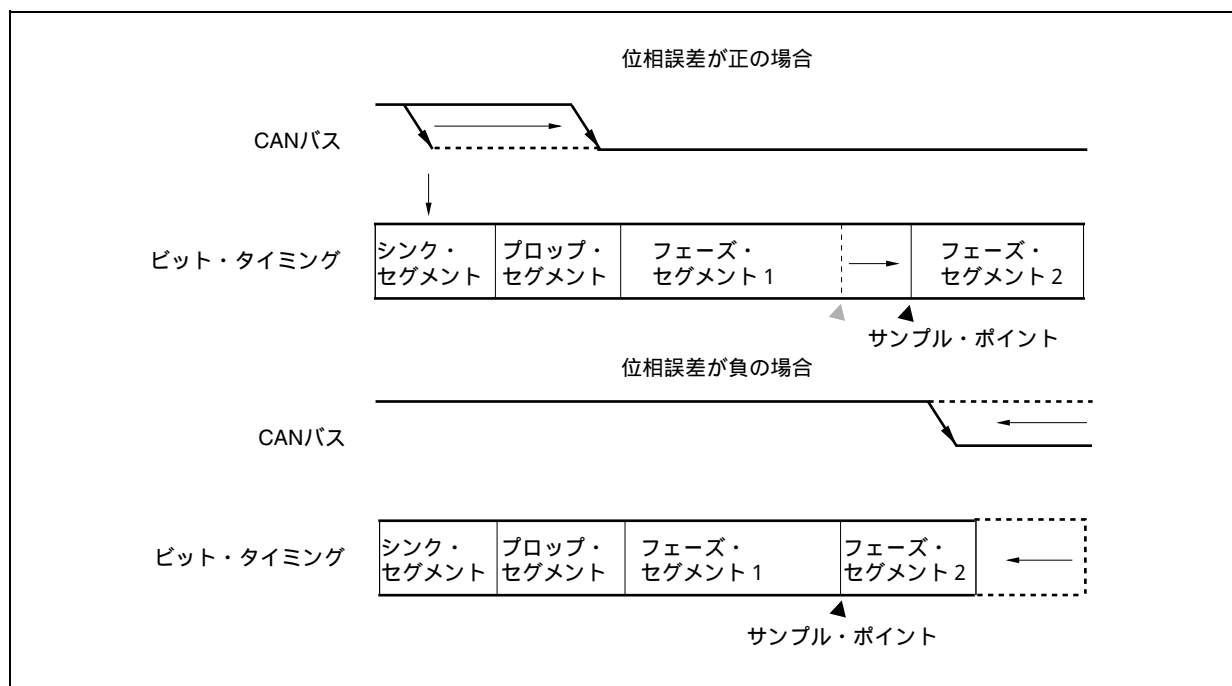 位相誤差が正の場合
CANバス
ビット・タイミング
シンク・
セグメント
プロップ・
セグメント
フェーズ・
セグメント1
フェーズ・
セグメント2
サンプル・ポイント
位相誤差が負の場合
CANバス
ビット・タイミング
シンク・
セグメント
プロップ・
セグメント
フェーズ・
セグメント1
フェーズ・
セグメント2
サンプル・ポイント